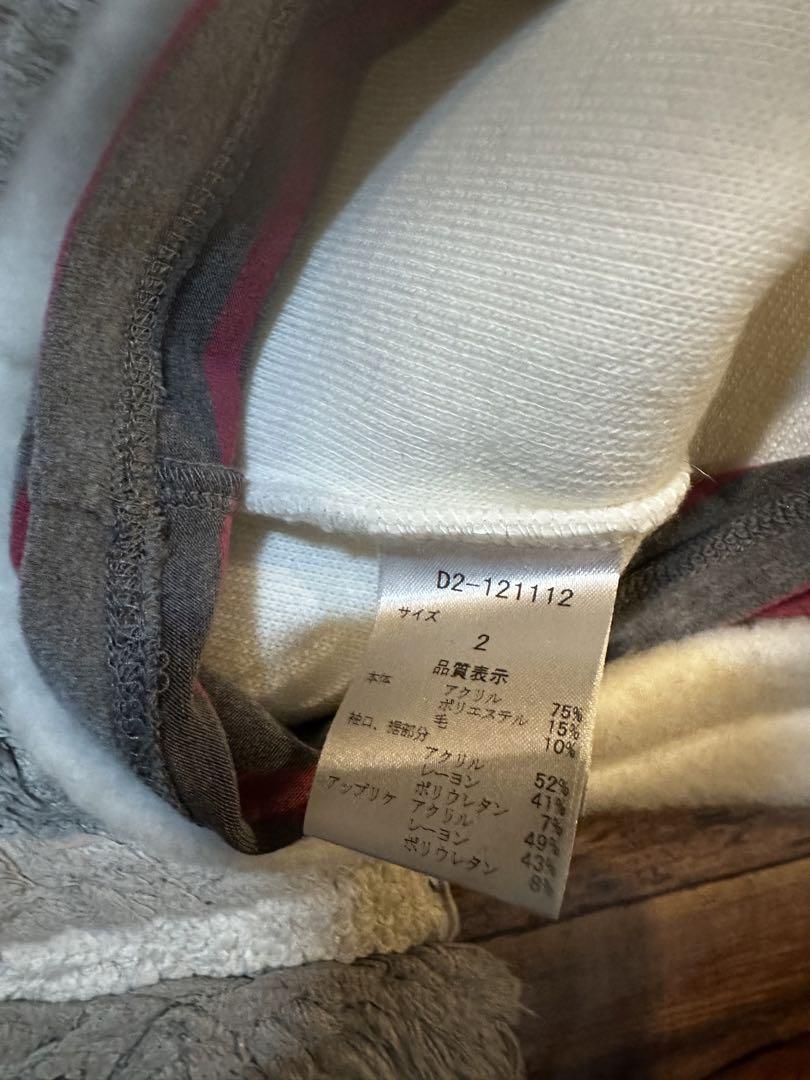 D2-121112
サイズ
2
品質表示
本体 アクリル 75%
ポリエステル 15%
毛 10%
袖口、裾部分
アクリル 52%
レーヨン 41%
ポリウレタン 7%
アップリケ アクリル 49%
レーヨン 43%
ポリウレタン 8%